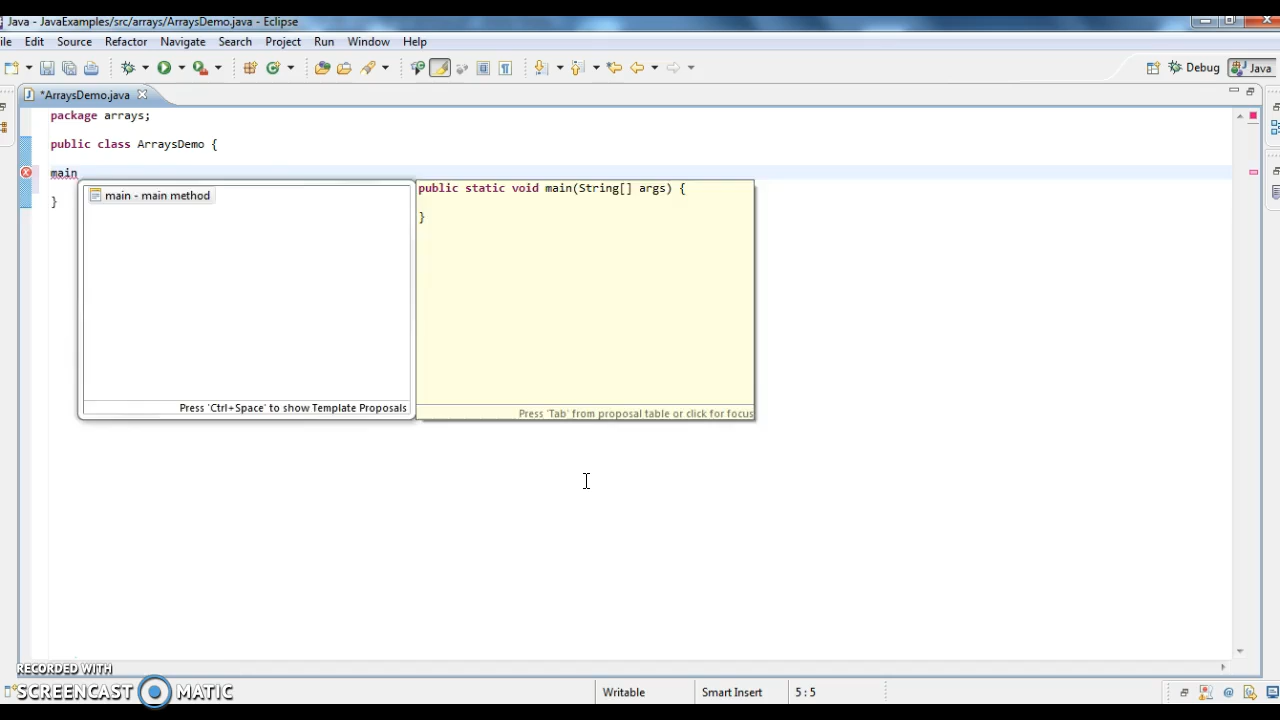 Java - JavaExamples/src/arrays/ArraysDemo.java - Eclipse
ile Edit Source Refactor Navigate Search Project Run Window Help
Debug Java
*ArraysDemo.java
package arrays;
public class ArraysDemo {
main
main - main method
public static void main(String[] args) {
}
}
Press 'Ctrl+Space' to show Template Proposals
Press 'Tab' from proposal table or click for focus
RECORDED WITH
SCREENCAST MATIC
Writable Smart Insert 5 : 5